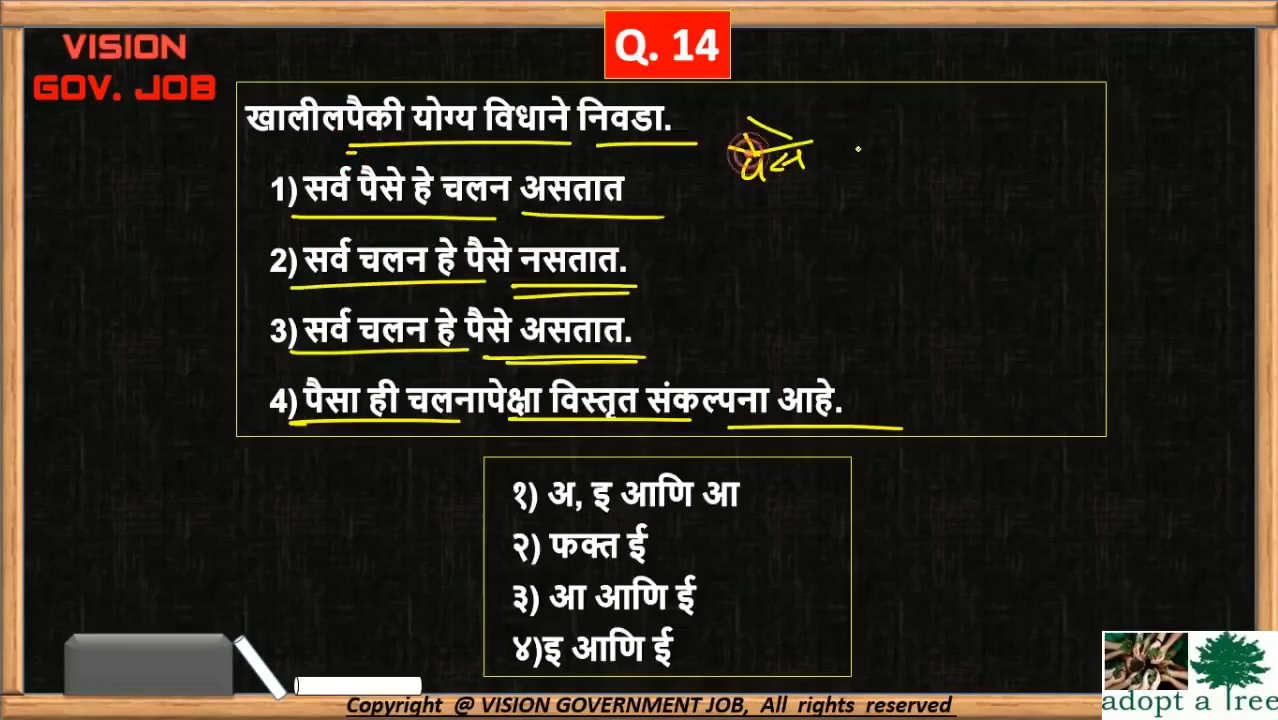 VISION
GOV. JOB
Q. 14
खालीलपैकी योग्य विधाने निवडा.
1) सर्व पैसे हे चलन असतात
2) सर्व चलन हे पैसे नसतात.
3) सर्व चलन हे पैसे असतात.
4) पैसा ही चलनापेक्षा विस्तृत संकल्पना आहे.
१) अ, इ आणि आ
२) फक्त ई
३) आ आणि ई
४)इ आणि ई
Copyright @ VISION GOVERNMENT JOB, All rights reserved
adopt a Tree